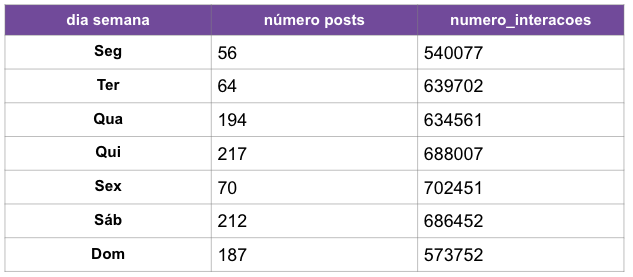 dia semana número posts numero_interacoes
Seg 56 540077
Ter 64 639702
Qua 194 634561
Qui 217 688007
Sex 70 702451
Sáb 212 686452
Dom 187 573752